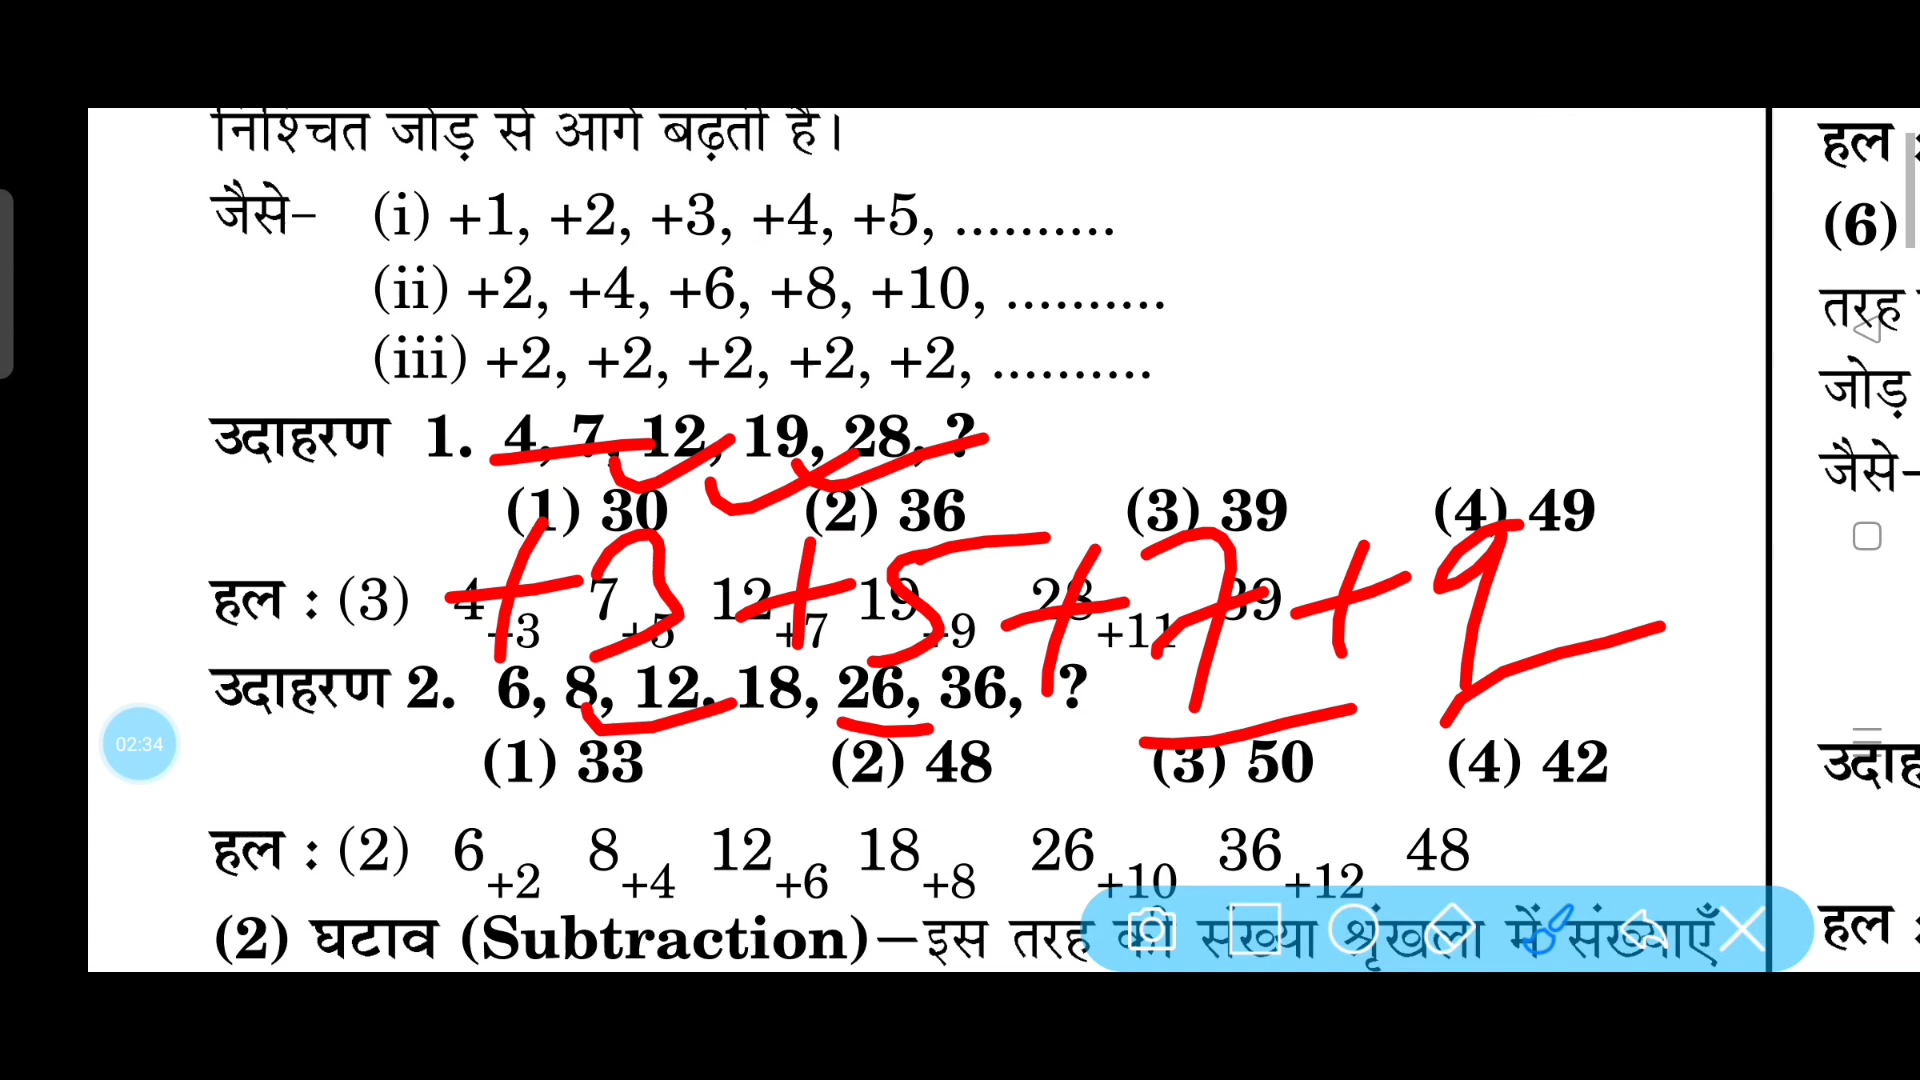 निश्चित जोड़ से आगे बढ़ती है।
जैसे– (i) +1, +2, +3, +4, +5, ..........
(ii) +2, +4, +6, +8, +10, ..........
(iii) +2, +2, +2, +2, +2, ..........
उदाहरण 1. 4, 7, 12, 19, 28, ?
(1) 30 (2) 36 (3) 39 (4) 49
+3 +5 +7 +9
हल : (3) 4 7 12 19 28 39
+3 +5 +7 +9 +11
उदाहरण 2. 6, 8, 12, 18, 26, 36, ?
(1) 33 (2) 48 (3) 50 (4) 42
02:34
हल : (2) 6 8 12 18 26 36 48
+2 +4 +6 +8 +10 +12
(2) घटाव (Subtraction)—इस तरह की संख्या श्रृंखला में संख्याएँ
हल :
(6)
तरह
जोड़
जैसे–
उदाह
हल :